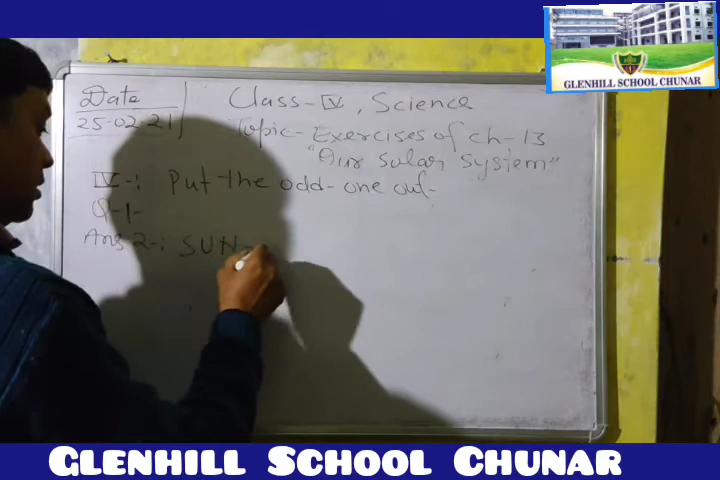 GLENHILL SCHOOL CHUNAR
Date
25-02-21
Class-IV, Science
Topic- Exercises of ch-13
"Our solar system"
IV-: Put the odd-one out-
Q-1-
Ans 2-: SUN-
GLENHILL SCHOOL CHUNAR